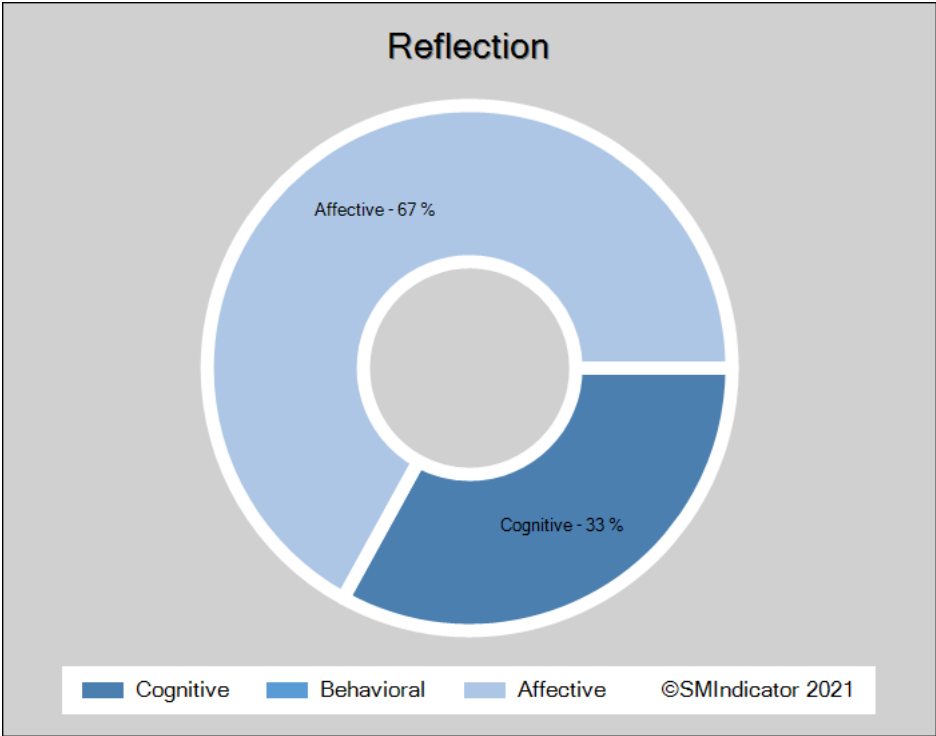 Reflection
Affective - 67 %
Cognitive - 33 %
Cognitive Behavioral Affective ©SMIndicator 2021